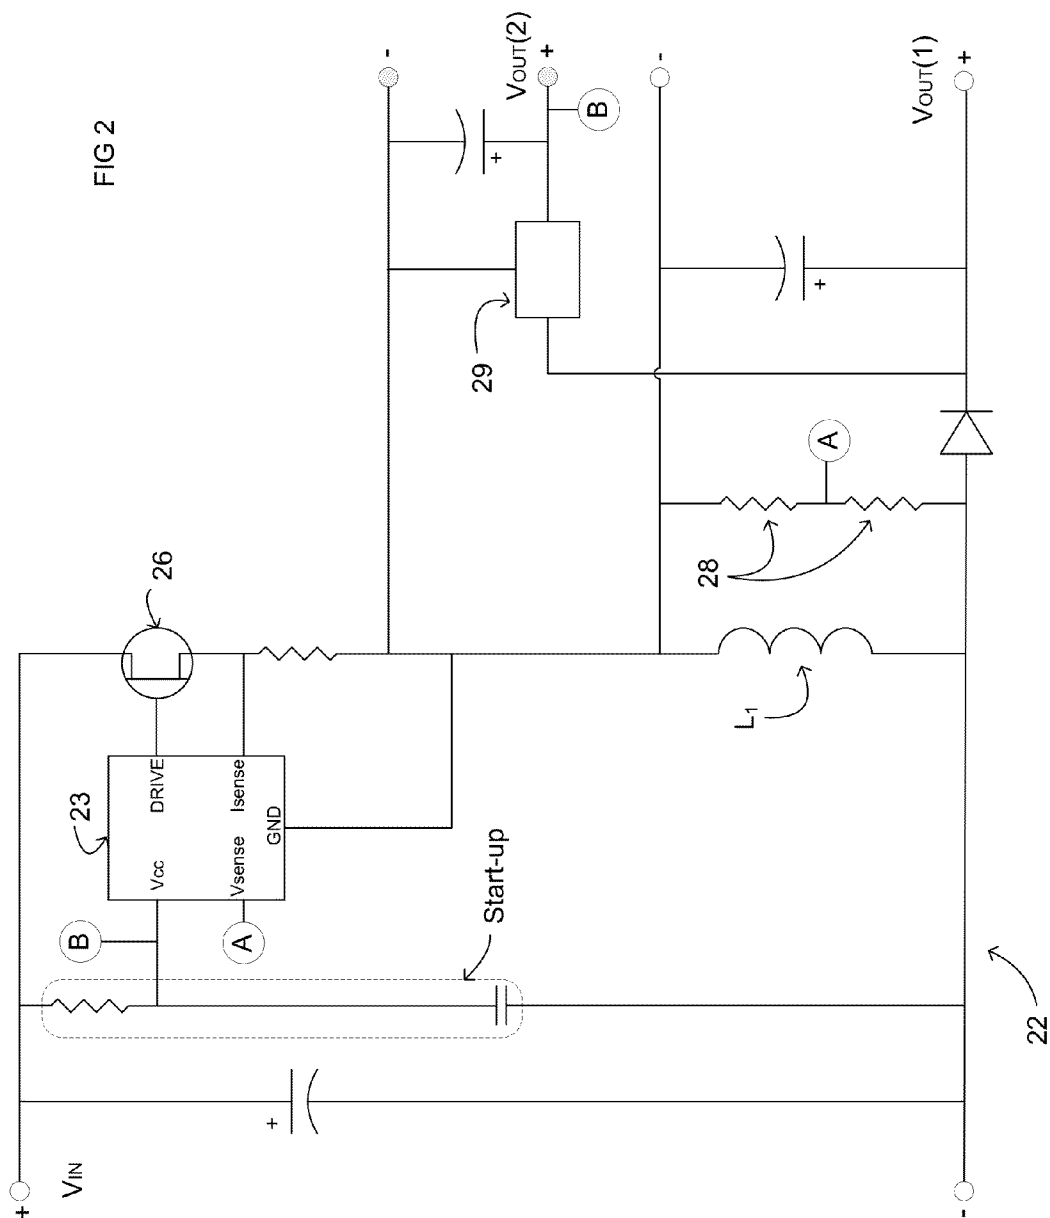 FIG 2
+
VIN
-
Start-up
B
A
23
Vcc
DRIVE
Vsense
Isense
GND
26
L1
28
A
29
+
+
+
B
-
VOUT(2)
+
-
VOUT(1)
+
22